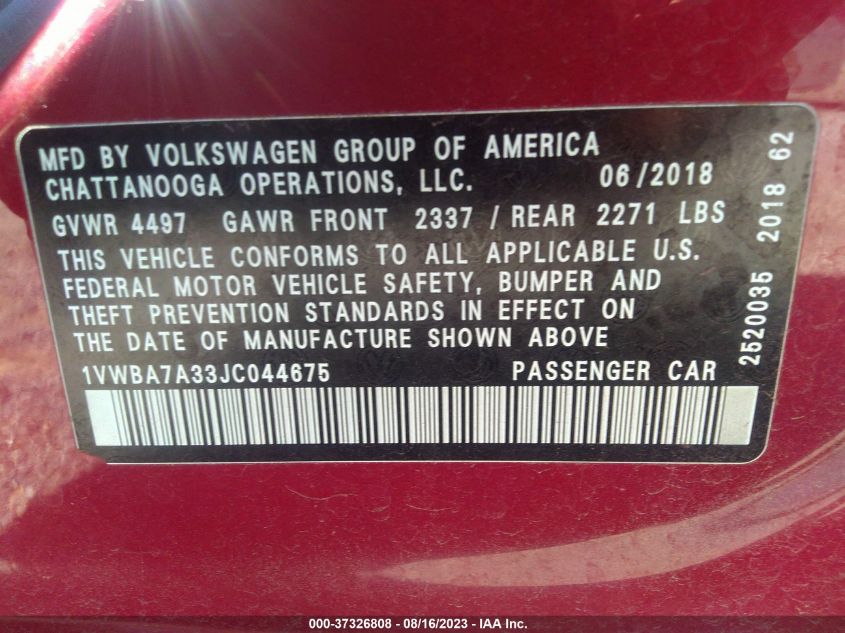 MFD BY VOLKSWAGEN GROUP OF AMERICA
CHATTANOOGA OPERATIONS, LLC. 06/2018
GVWR 4497 GAWR FRONT 2337 / REAR 2271 LBS
THIS VEHICLE CONFORMS TO ALL APPLICABLE U.S.
FEDERAL MOTOR VEHICLE SAFETY, BUMPER AND
THEFT PREVENTION STANDARDS IN EFFECT ON
THE DATE OF MANUFACTURE SHOWN ABOVE
1VWBA7A33JC044675 PASSENGER CAR
2520035 2018 62
000-37326808 - 08/16/2023 - IAA Inc.